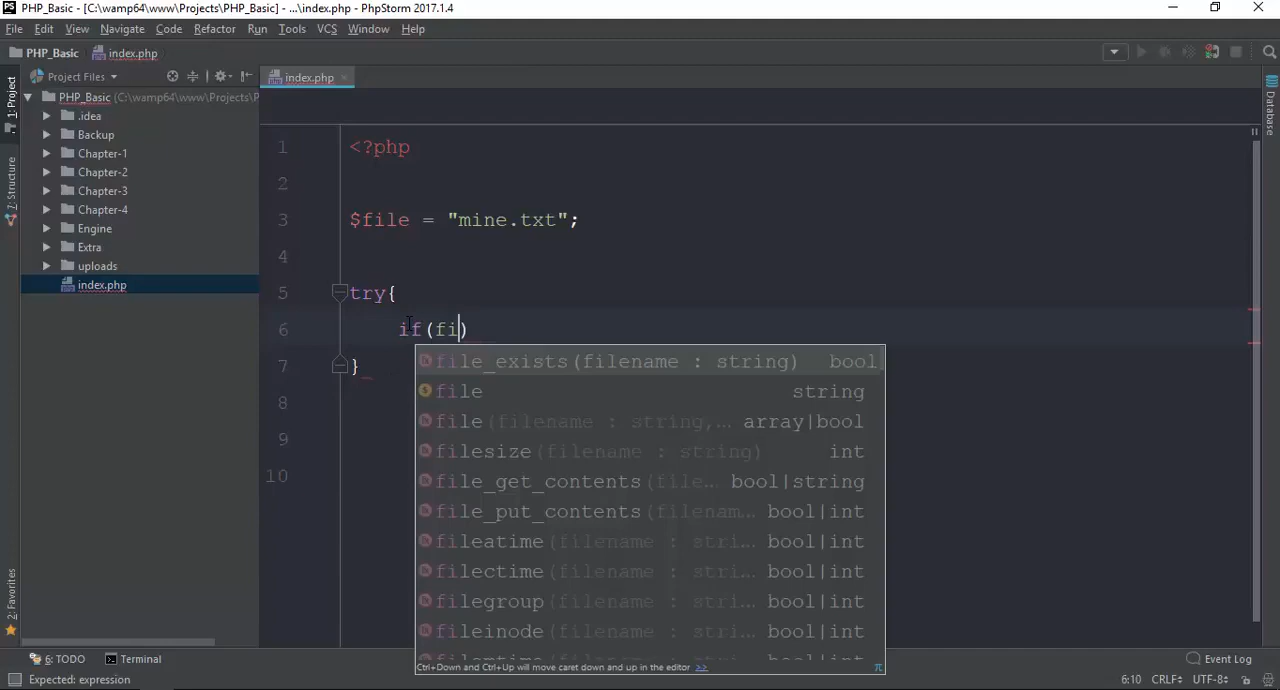 PHP_Basic - [C:\wamp64\www\Projects\PHP_Basic] - ...\index.php - PhpStorm 2017.1.4
File Edit View Navigate Code Refactor Run Tools VCS Window Help
PHP_Basic index.php
1: Project
7: Structure
2: Favorites
Project Files
PHP_Basic (C:\wamp64\www\Projects\P
.idea
Backup
Chapter-1
Chapter-2
Chapter-3
Chapter-4
Engine
Extra
uploads
index.php
index.php
1 <?php
2
3 $file = "mine.txt";
4
5 try{
6 if(fi)
7 }
8
9
10
file_exists(filename : string) bool
file string
file(filename : string,... array|bool
filesize(filename : string) int
file_get_contents(file... bool|string
file_put_contents(filenam... bool|int
fileatime(filename : stri... bool|int
filectime(filename : stri... bool|int
filegroup(filename : stri... bool|int
fileinode(filename : stri... bool|int
Ctrl+Down and Ctrl+Up will move caret down and up in the editor >> π
Database
6: TODO Terminal Event Log
Expected: expression 6:10 CRLF UTF-8